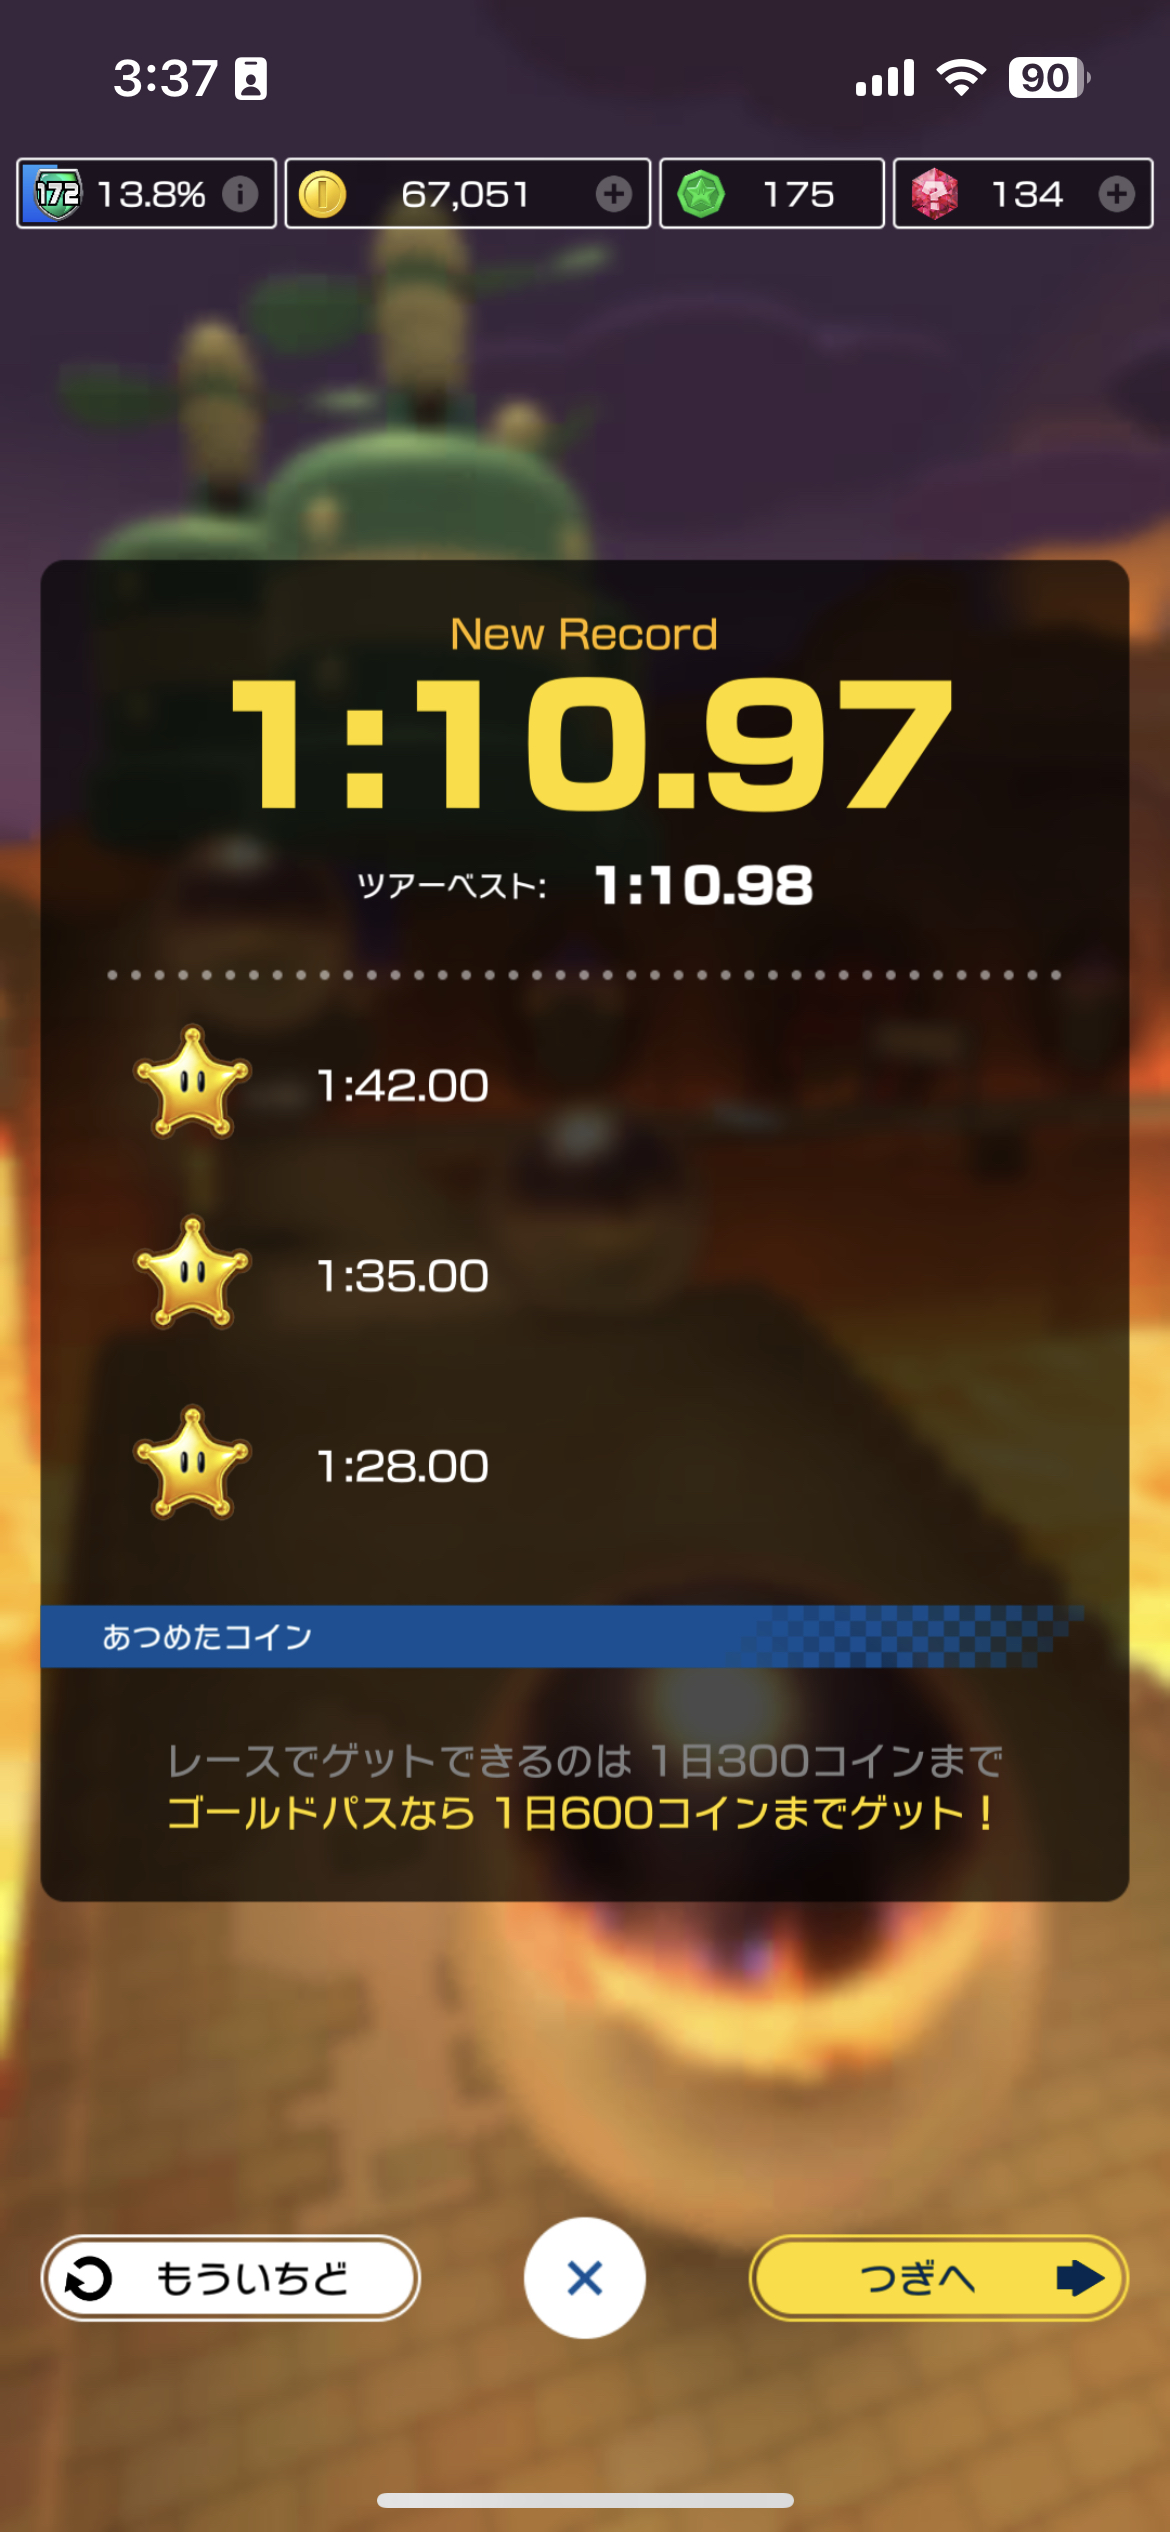 3:37
90
172 13.8%
67,051
175
134
New Record
1:10.97
ツアーベスト: 1:10.98
1:42.00
1:35.00
1:28.00
あつめたコイン
レースでゲットできるのは 1日300コインまで
ゴールドパスなら 1日600コインまでゲット！
もういちど
つぎへ